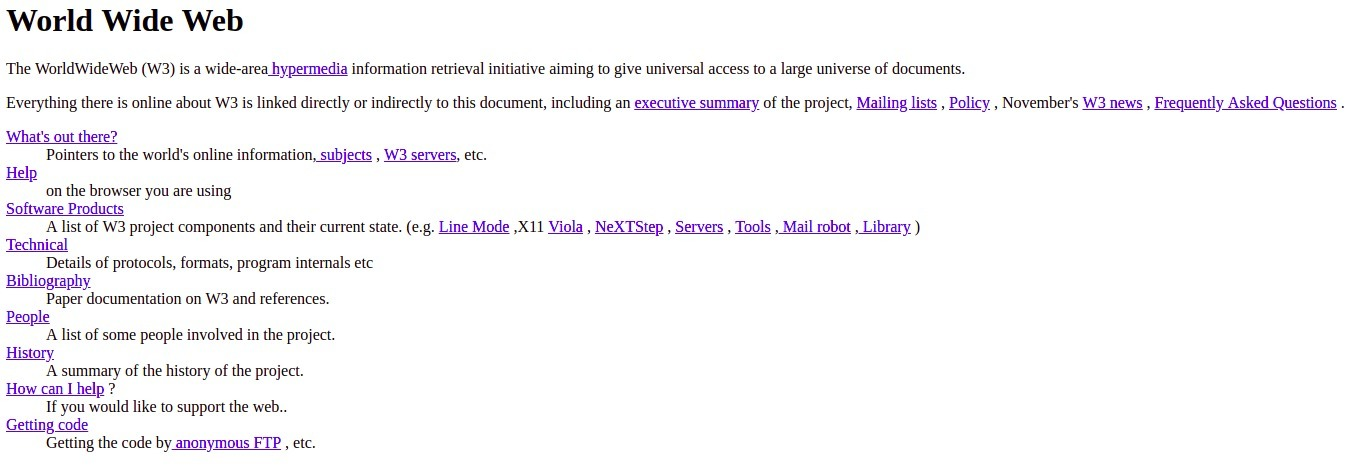 World Wide Web
The WorldWideWeb (W3) is a wide-area hypermedia information retrieval initiative aiming to give universal access to a large universe of documents.
Everything there is online about W3 is linked directly or indirectly to this document, including an executive summary of the project, Mailing lists , Policy , November's W3 news , Frequently Asked Questions .
What's out there?
Pointers to the world's online information, subjects , W3 servers, etc.
Help
on the browser you are using
Software Products
A list of W3 project components and their current state. (e.g. Line Mode ,X11 Viola , NeXTStep , Servers , Tools , Mail robot , Library )
Technical
Details of protocols, formats, program internals etc
Bibliography
Paper documentation on W3 and references.
People
A list of some people involved in the project.
History
A summary of the history of the project.
How can I help ?
If you would like to support the web..
Getting code
Getting the code by anonymous FTP , etc.